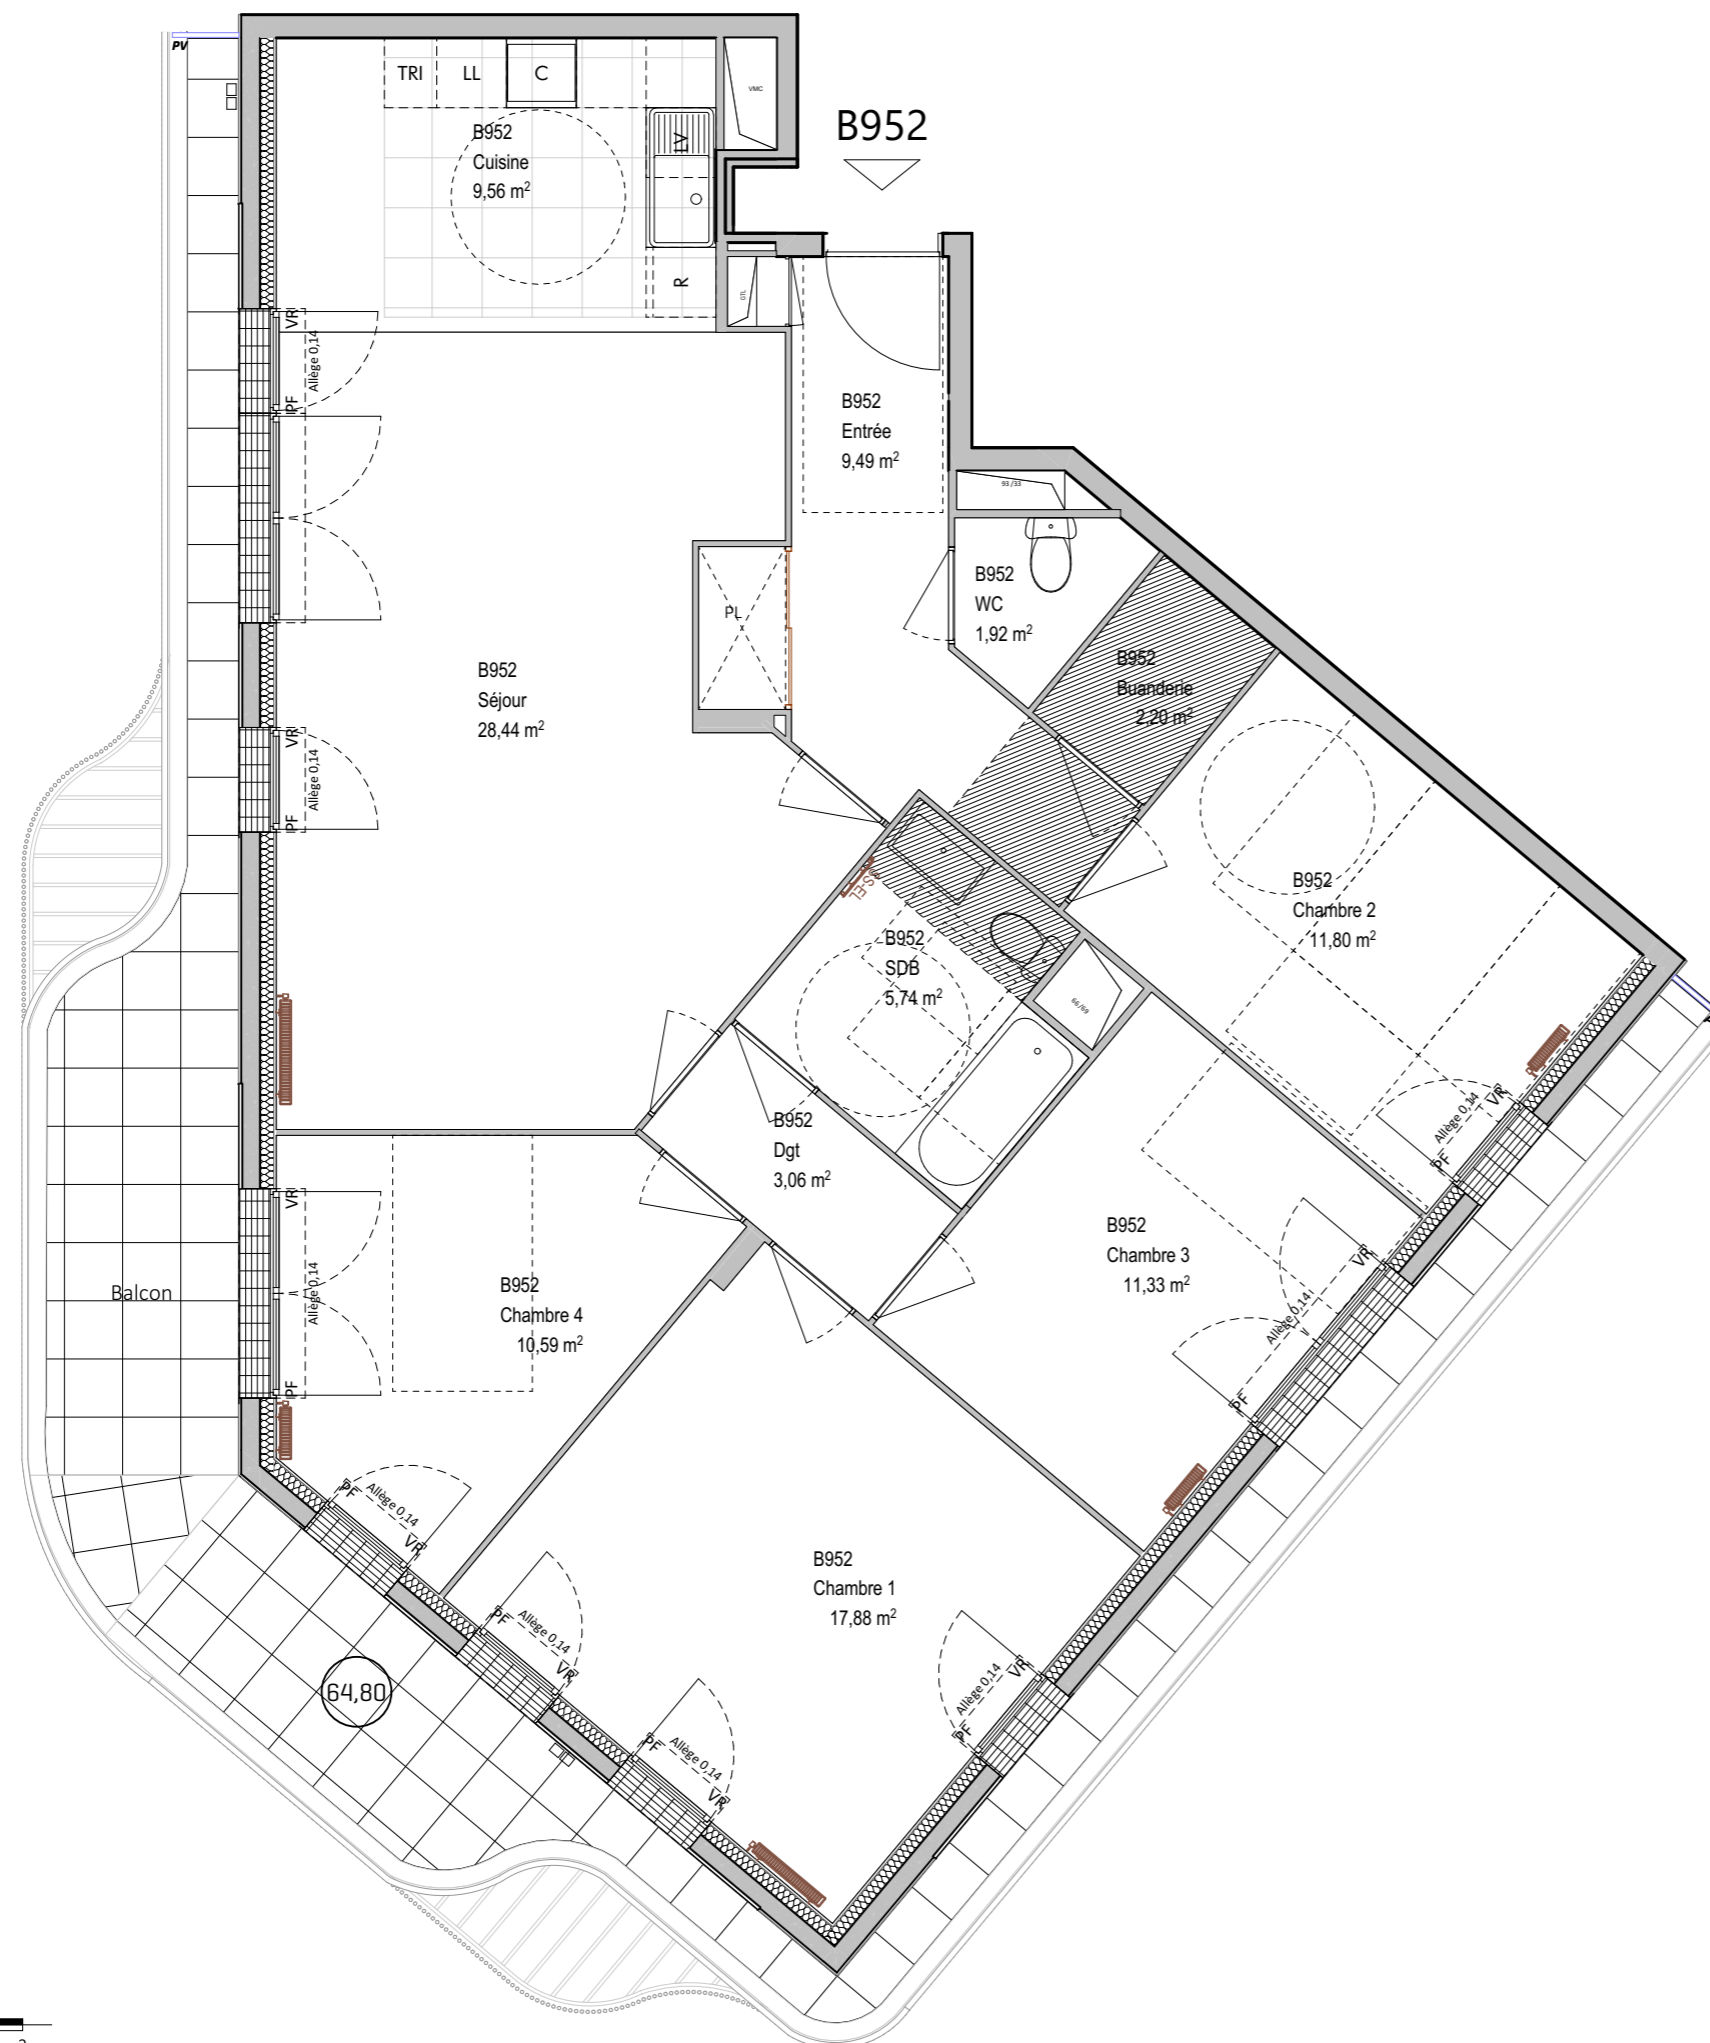 PV
TRI
LL
C
VMC
B952
B952
Cuisine
9,56 m²
LV
R
GTL
VR
Allège 0,14
PF
B952
Entrée
9,49 m²
93/33
B952
WC
1,92 m²
PL
B952
Buanderie
2,20 m²
B952
Séjour
28,44 m²
VR
Allège 0,14
PF
SS-EL
B952
Chambre 2
11,80 m²
B952
SDB
5,74 m²
66/69
VR
Allège 0,14
PF
B952
Dgt
3,06 m²
B952
Chambre 3
11,33 m²
VR
Allège 0,14
PF
VR
Allège 0,14
PF
Balcon
B952
Chambre 4
10,59 m²
PF
Allège 0,14
VR
B952
Chambre 1
17,88 m²
PF
Allège 0,14
VR
VR
Allège 0,14
PF
64,80
PF
Allège 0,14
VR